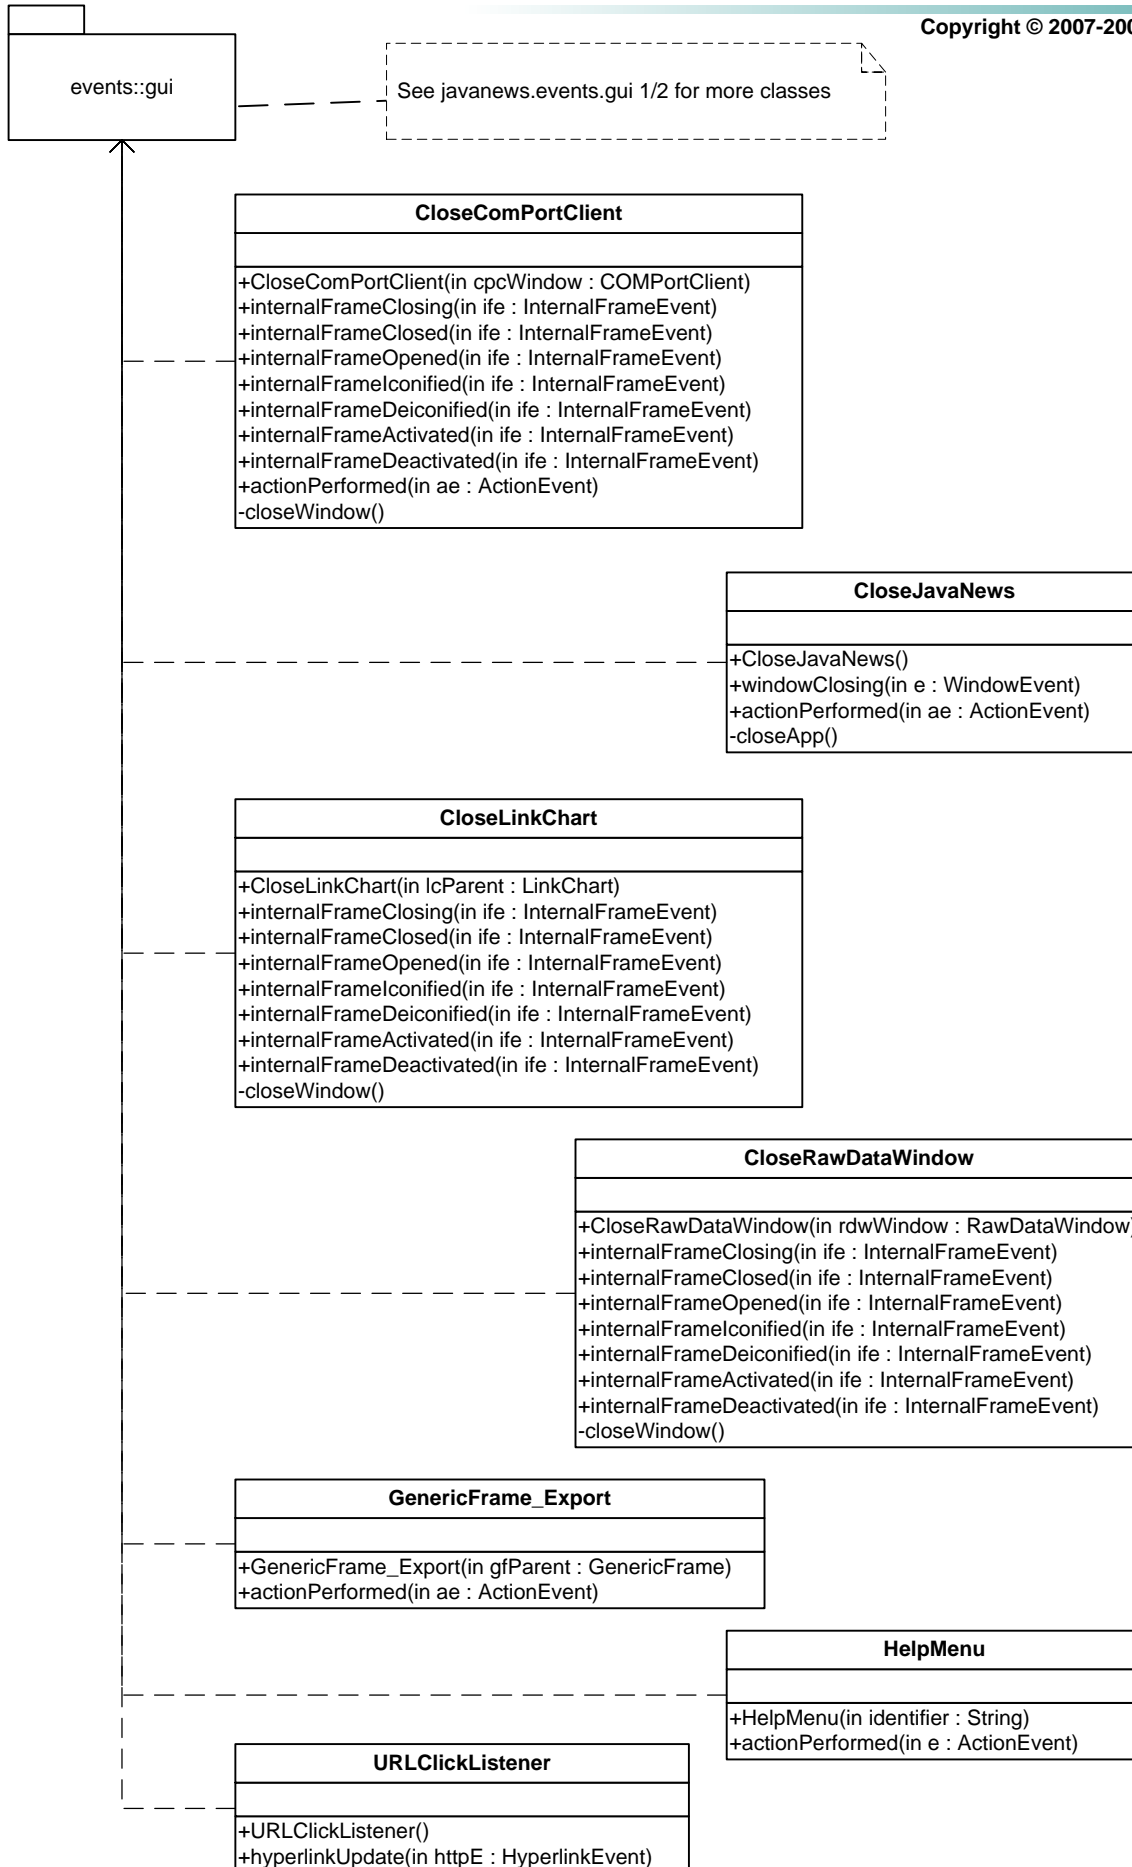 Copyright © 2007-200
events::gui
See javanews.events.gui 1/2 for more classes
CloseComPortClient
+CloseComPortClient(in cpcWindow : COMPortClient)
+internalFrameClosing(in ife : InternalFrameEvent)
+internalFrameClosed(in ife : InternalFrameEvent)
+internalFrameOpened(in ife : InternalFrameEvent)
+internalFrameIconified(in ife : InternalFrameEvent)
+internalFrameDeiconified(in ife : InternalFrameEvent)
+internalFrameActivated(in ife : InternalFrameEvent)
+internalFrameDeactivated(in ife : InternalFrameEvent)
+actionPerformed(in ae : ActionEvent)
-closeWindow()
CloseJavaNews
+CloseJavaNews()
+windowClosing(in e : WindowEvent)
+actionPerformed(in ae : ActionEvent)
-closeApp()
CloseLinkChart
+CloseLinkChart(in lcParent : LinkChart)
+internalFrameClosing(in ife : InternalFrameEvent)
+internalFrameClosed(in ife : InternalFrameEvent)
+internalFrameOpened(in ife : InternalFrameEvent)
+internalFrameIconified(in ife : InternalFrameEvent)
+internalFrameDeiconified(in ife : InternalFrameEvent)
+internalFrameActivated(in ife : InternalFrameEvent)
+internalFrameDeactivated(in ife : InternalFrameEvent)
-closeWindow()
CloseRawDataWindow
+CloseRawDataWindow(in rdwWindow : RawDataWindow)
+internalFrameClosing(in ife : InternalFrameEvent)
+internalFrameClosed(in ife : InternalFrameEvent)
+internalFrameOpened(in ife : InternalFrameEvent)
+internalFrameIconified(in ife : InternalFrameEvent)
+internalFrameDeiconified(in ife : InternalFrameEvent)
+internalFrameActivated(in ife : InternalFrameEvent)
+internalFrameDeactivated(in ife : InternalFrameEvent)
-closeWindow()
GenericFrame_Export
+GenericFrame_Export(in gfParent : GenericFrame)
+actionPerformed(in ae : ActionEvent)
HelpMenu
+HelpMenu(in identifier : String)
+actionPerformed(in e : ActionEvent)
URLClickListener
+URLClickListener()
+hyperlinkUpdate(in httpE : HyperlinkEvent)